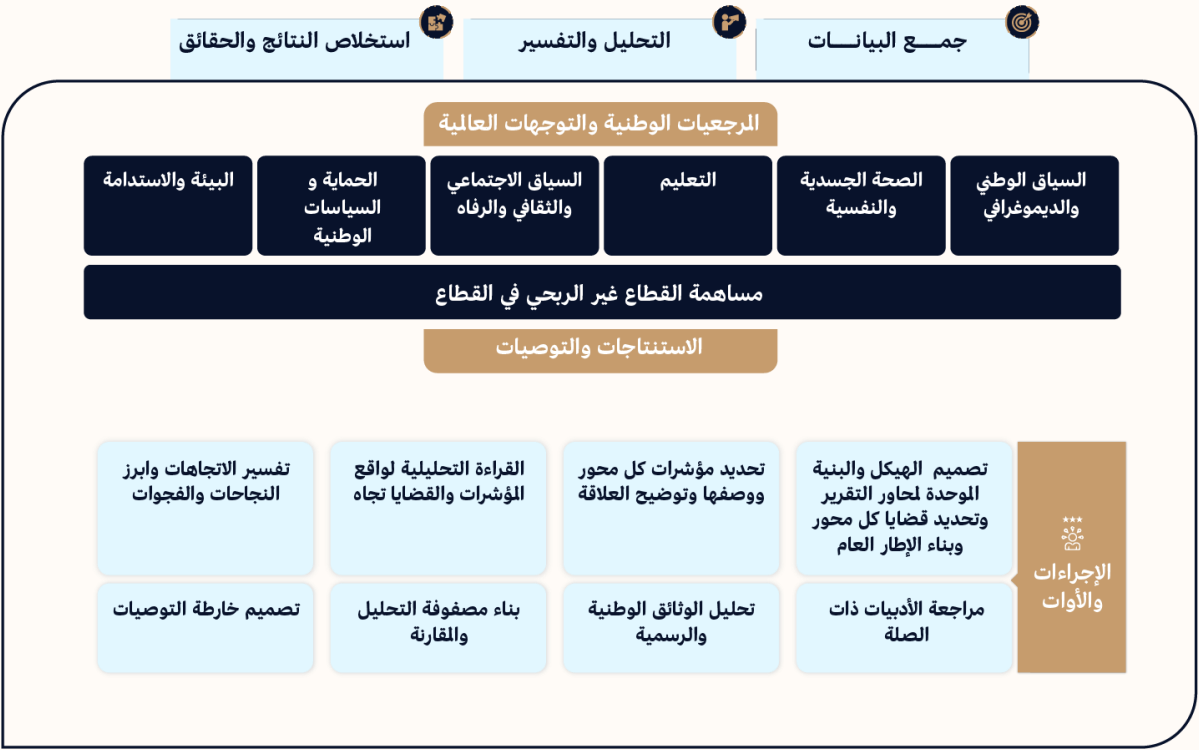 جمـــع البيانـــات
التحليل والتفسير
استخلاص النتائج والحقائق
المرجعيات الوطنية والتوجهات العالمية
السياق الوطني
والديموغرافي
الصحة الجسدية
والنفسية
التعليم
السياق الاجتماعي
والثقافي والرفاه
الحماية و
السياسات
الوطنية
البيئة والاستدامة
مساهمة القطاع غير الربحي في القطاع
الاستنتاجات والتوصيات
الإجراءات
والأوات
تصميم الهيكل والبنية
الموحدة لمحاور التقرير
وتحديد قضايا كل محور
وبناء الإطار العام
تحديد مؤشرات كل محور
ووصفها وتوضيح العلاقة
القراءة التحليلية لواقع
المؤشرات والقضايا تجاه
تفسير الاتجاهات وابرز
النجاحات والفجوات
مراجعة الأدبيات ذات
الصلة
تحليل الوثائق الوطنية
والرسمية
بناء مصفوفة التحليل
والمقارنة
تصميم خارطة التوصيات